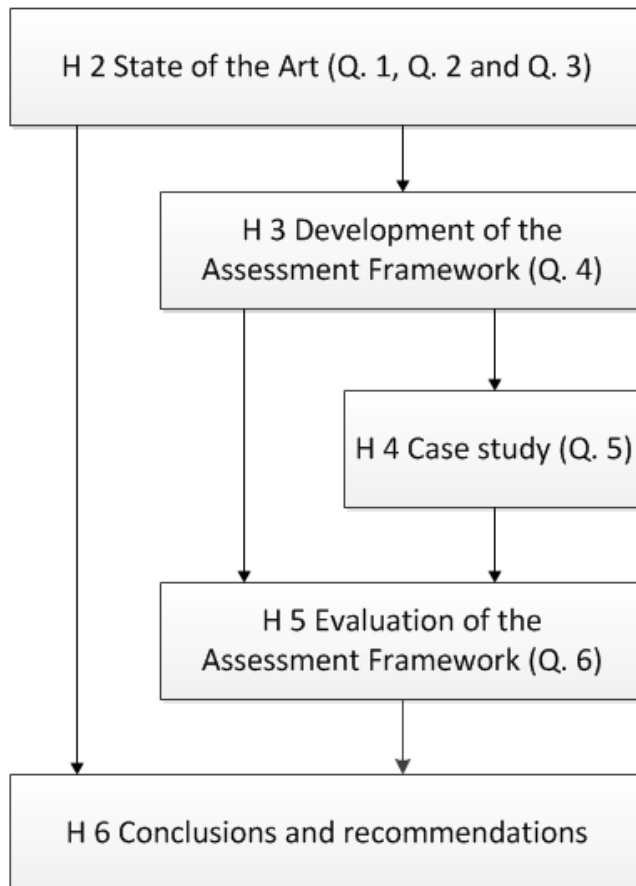 H 2 State of the Art (Q. 1, Q. 2 and Q. 3)
H 3 Development of the
Assessment Framework (Q. 4)
H 4 Case study (Q. 5)
H 5 Evaluation of the
Assessment Framework (Q. 6)
H 6 Conclusions and recommendations